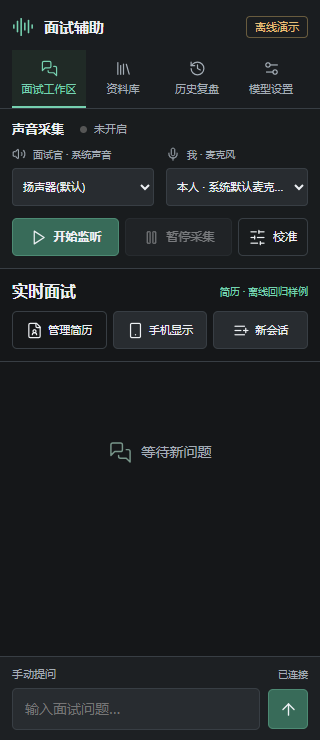 面试辅助
离线演示
面试工作区
资料库
历史复盘
模型设置
声音采集
未开启
面试官 · 系统声音
我 · 麦克风
扬声器(默认)
本人 · 系统默认麦克...
开始监听
暂停采集
校准
实时面试
简历 · 离线回归样例
管理简历
手机显示
新会话
等待新问题
手动提问
已连接
输入面试问题...